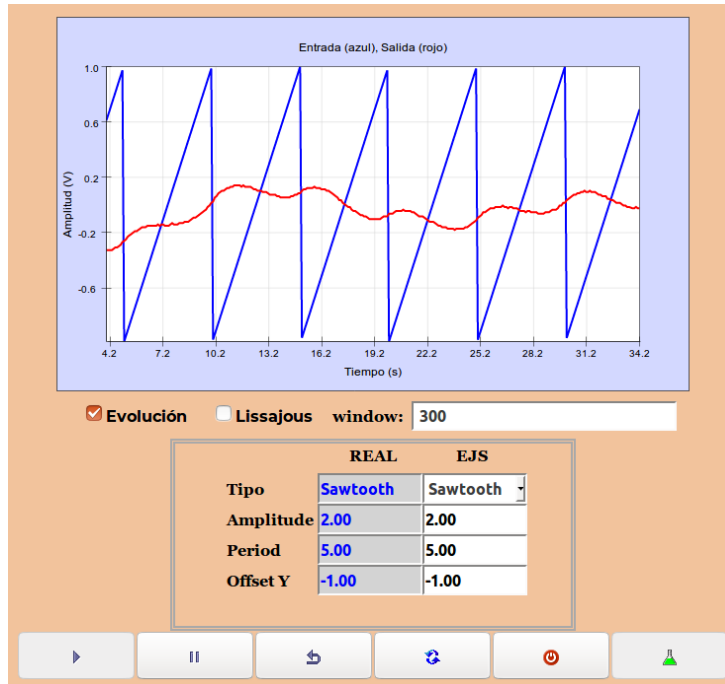 Entrada (azul), Salida (rojo)
1.0
0.6
0.2
-0.2
-0.6
Amplitud (V)
4.2 7.2 10.2 13.2 16.2 19.2 22.2 25.2 28.2 31.2 34.2
Tiempo (s)
Evolución Lissajous window: 300
REAL EJS
Tipo Sawtooth Sawtooth
Amplitude 2.00 2.00
Period 5.00 5.00
Offset Y -1.00 -1.00